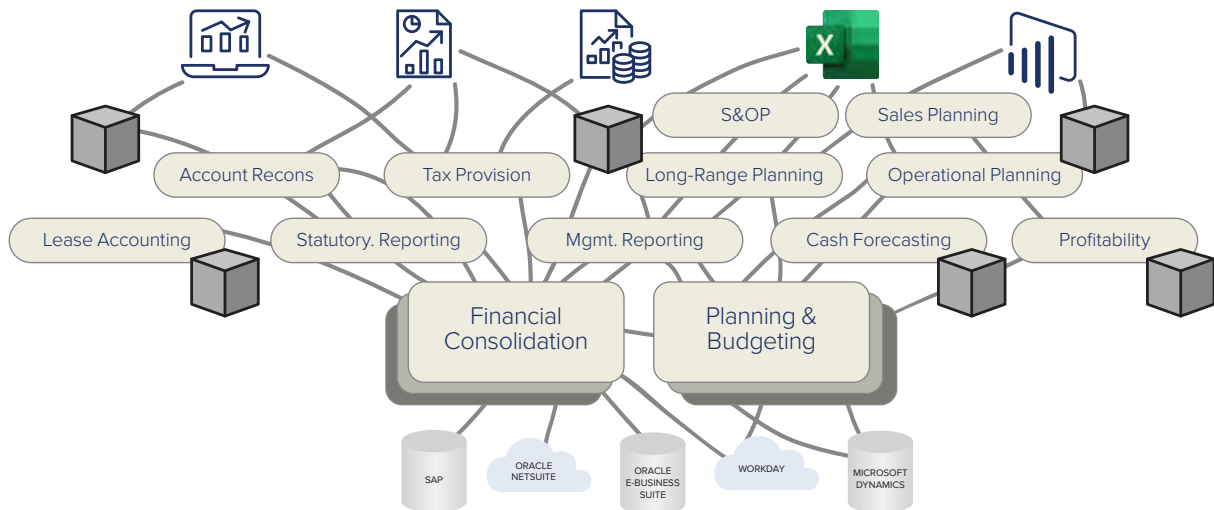 X
S&OP
Sales Planning
Account Recons
Tax Provision
Long-Range Planning
Operational Planning
Lease Accounting
Statutory. Reporting
Mgmt. Reporting
Cash Forecasting
Profitability
Financial
Consolidation
Planning &
Budgeting
SAP
ORACLE
NETSUITE
ORACLE
E-BUSINESS
SUITE
WORKDAY
MICROSOFT
DYNAMICS